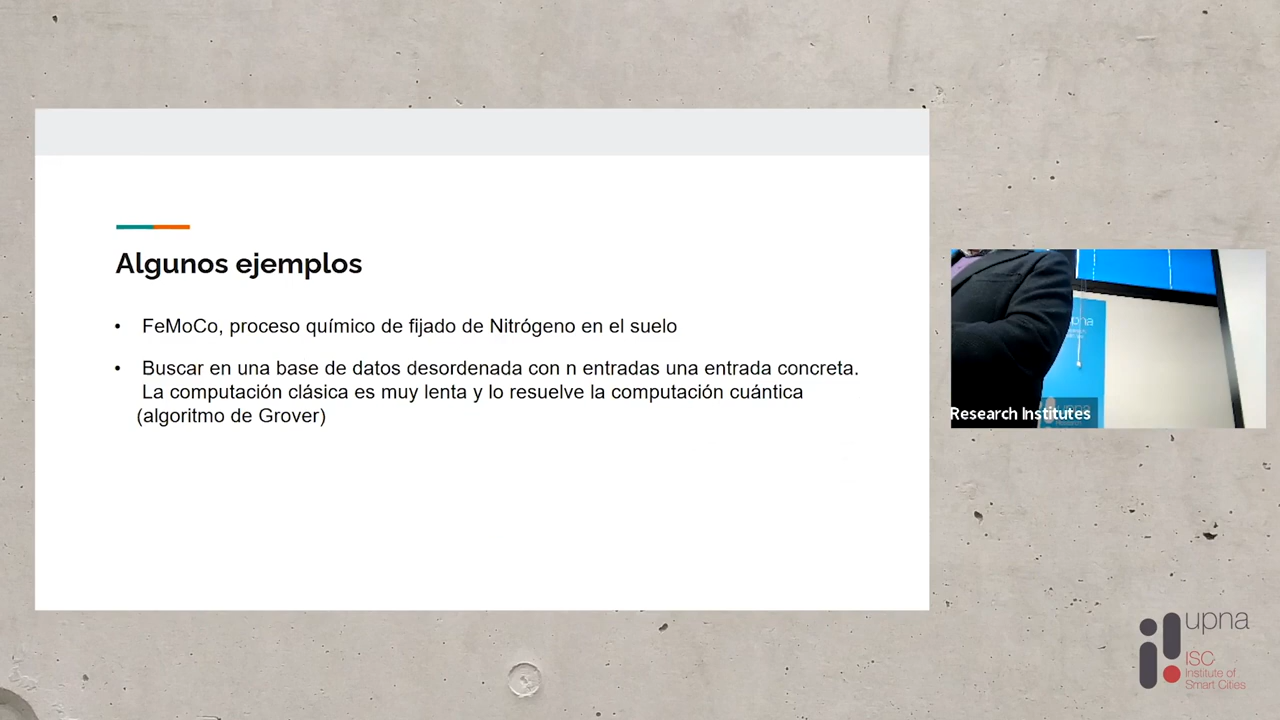 Algunos ejemplos
• FeMoCo, proceso químico de fijado de Nitrógeno en el suelo
• Buscar en una base de datos desordenada con n entradas una entrada concreta.
La computación clásica es muy lenta y lo resuelve la computación cuántica
(algoritmo de Grover)
upna
Research Institutes
upna
ISC
Institute of
Smart Cities